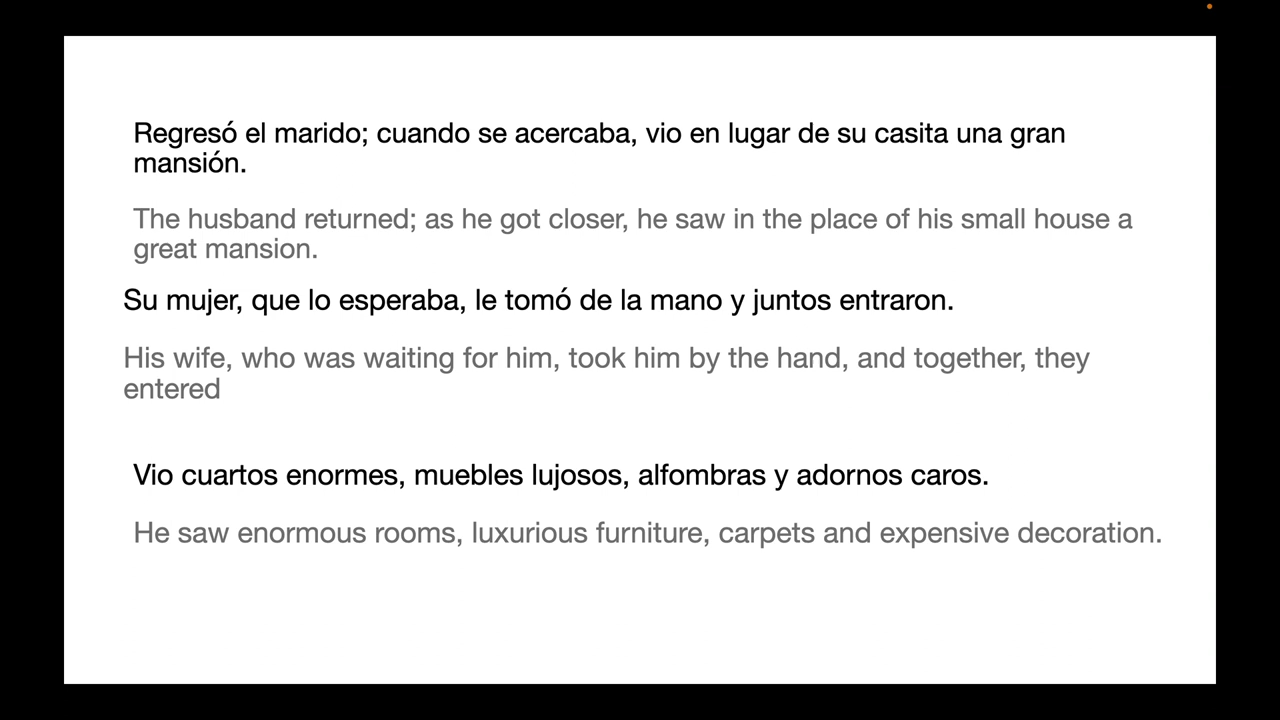 Regresó el marido; cuando se acercaba, vio en lugar de su casita una gran
mansión.
The husband returned; as he got closer, he saw in the place of his small house a
great mansion.
Su mujer, que lo esperaba, le tomó de la mano y juntos entraron.
His wife, who was waiting for him, took him by the hand, and together, they
entered
Vio cuartos enormes, muebles lujosos, alfombras y adornos caros.
He saw enormous rooms, luxurious furniture, carpets and expensive decoration.